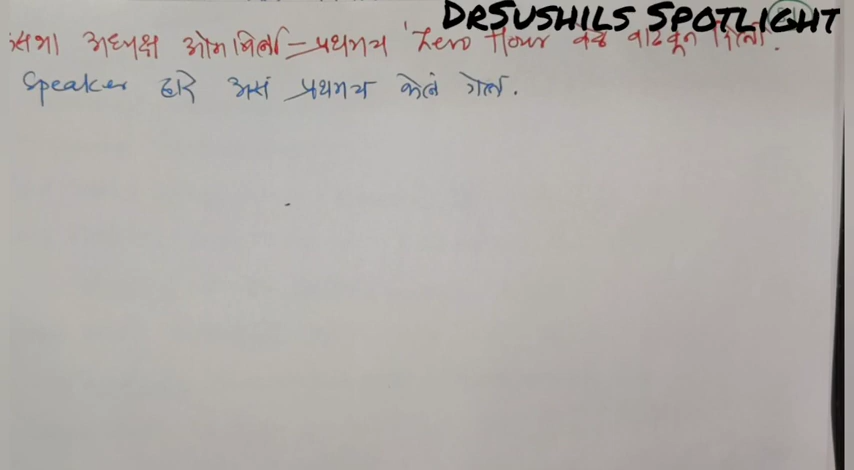 DrSushils Spotlight
सभा अध्यक्ष ओम बिर्ला - प्रथमच 'Zero Hour वेळ वाढवून दिली.
Speaker द्वारे असं प्रथमच केलं गेलं.